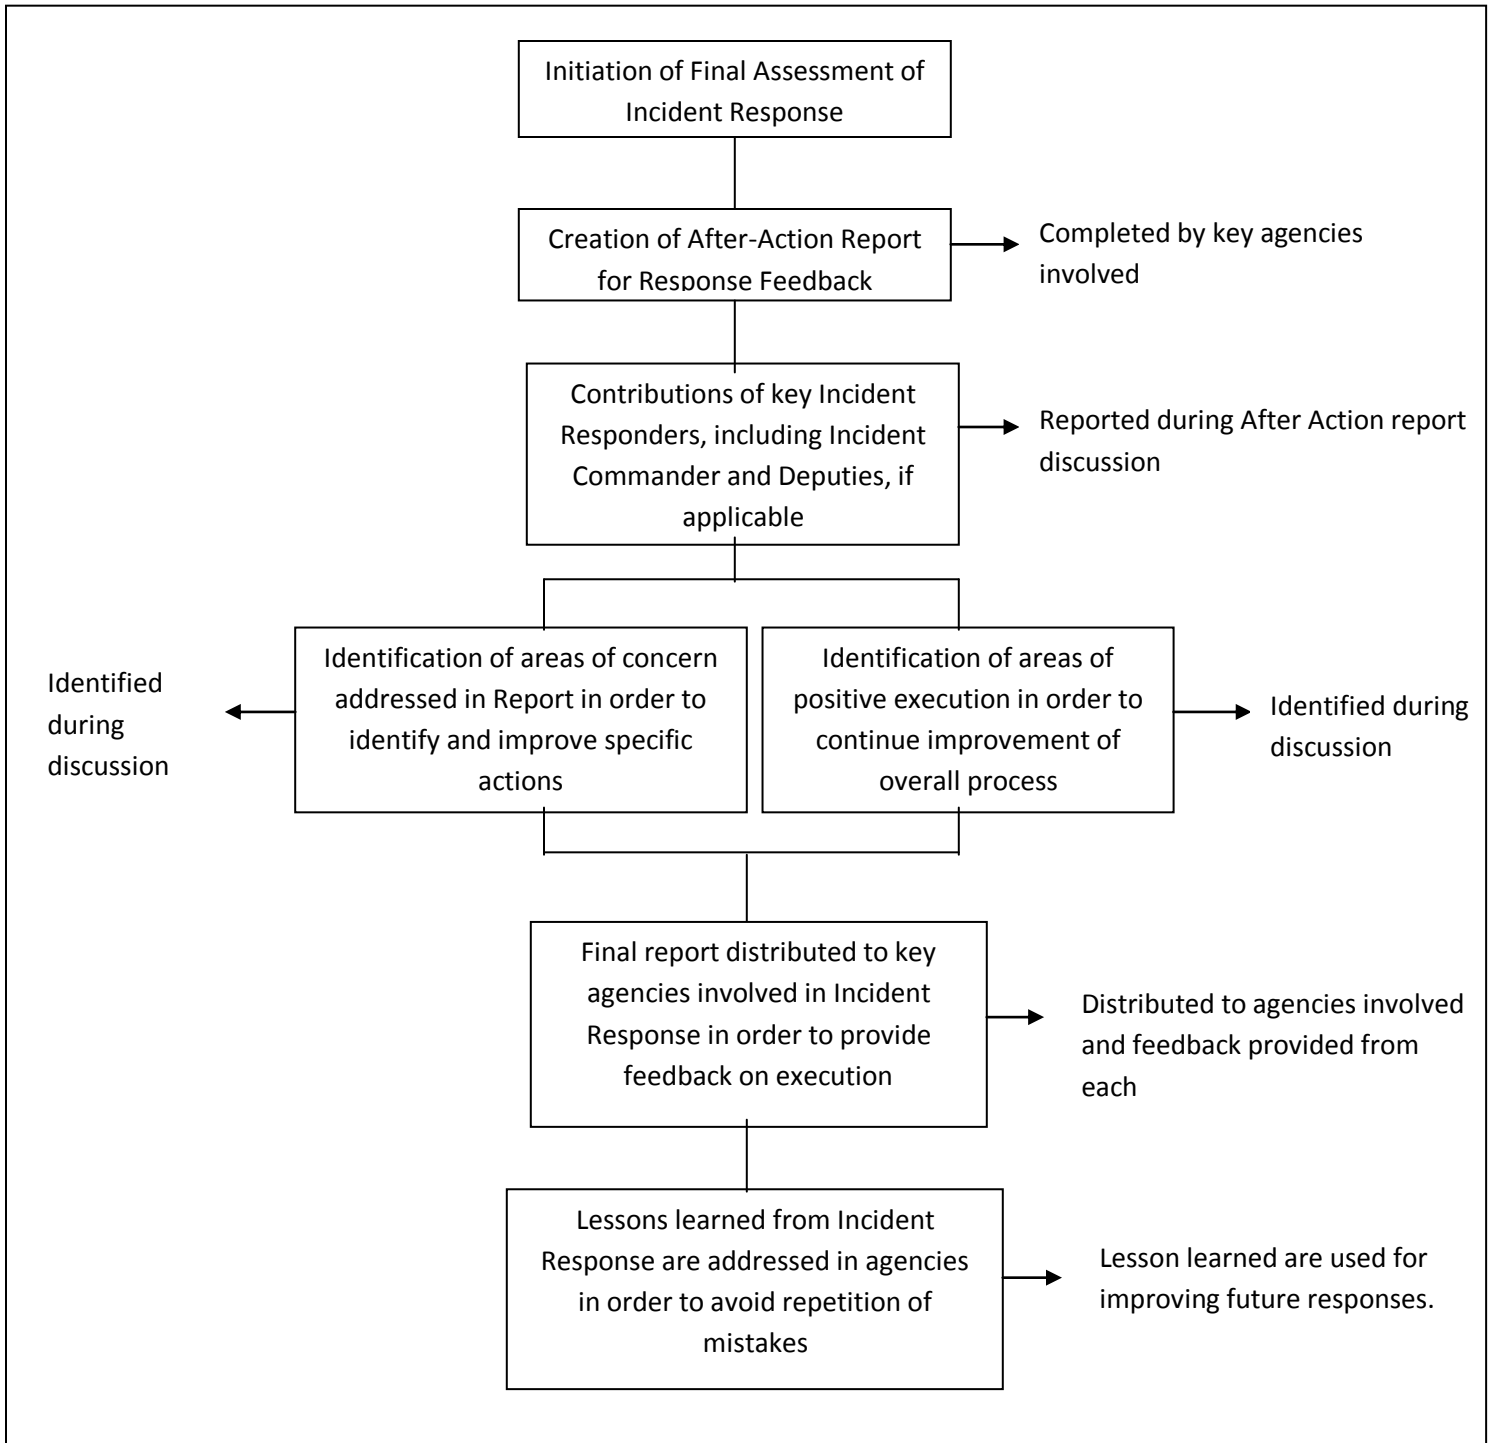 Initiation of Final Assessment of
Incident Response
Creation of After-Action Report
for Response Feedback
Completed by key agencies
involved
Contributions of key Incident
Responders, including Incident
Commander and Deputies, if
applicable
Reported during After Action report
discussion
Identified
during
discussion
Identification of areas of concern
addressed in Report in order to
identify and improve specific
actions
Identification of areas of
positive execution in order to
continue improvement of
overall process
Identified during
discussion
Final report distributed to key
agencies involved in Incident
Response in order to provide
feedback on execution
Distributed to agencies involved
and feedback provided from
each
Lessons learned from Incident
Response are addressed in agencies
in order to avoid repetition of
mistakes
Lesson learned are used for
improving future responses.